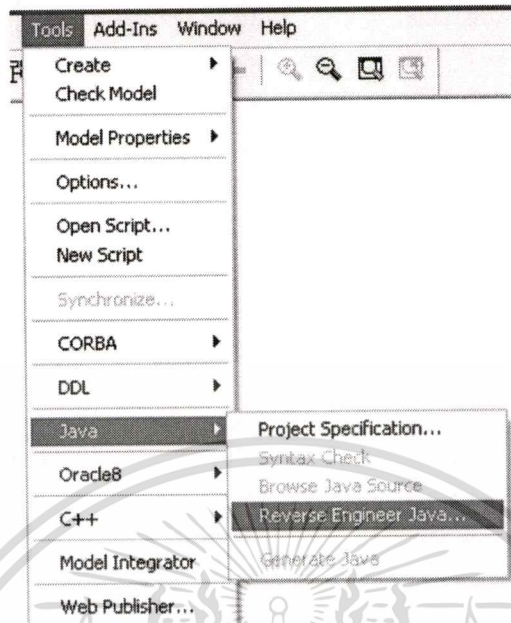 Tools Add-Ins Window Help
Create
Check Model
Model Properties
Options...
Open Script...
New Script
Synchronize...
CORBA
DDL
Java
Oracle8
C++
Model Integrator
Web Publisher...
Project Specification...
Syntax Check
Browse Java Source
Reverse Engineer Java...
Generate Java